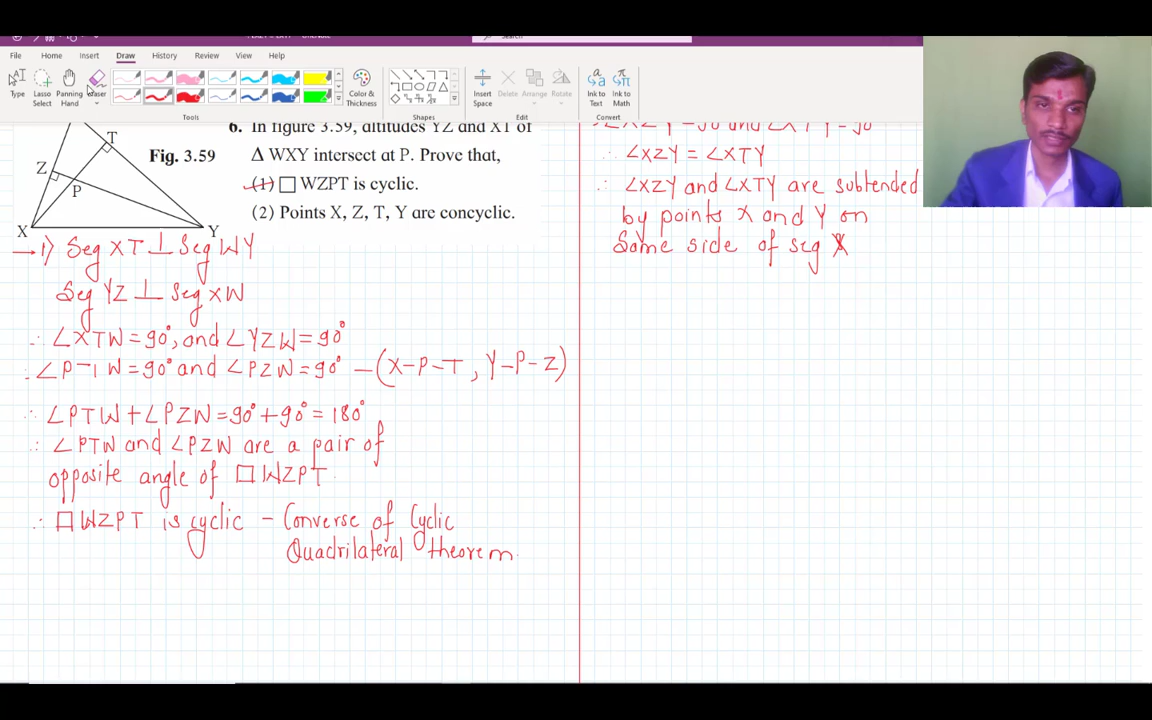 File Home Insert Draw History Review View Help
Type
Lasso Select
Panning Hand
Eraser
Color & Thickness
Insert Space
Delete Arrange Rotate
Ink to Text
Ink to Math
Tools
Shapes
Edit
Convert
6. In figure 3.59, altitudes YZ and XT of
Δ WXY intersect at P. Prove that,
(1) □ WZPT is cyclic.
(2) Points X, Z, T, Y are concyclic.
Fig. 3.59
T
Z
P
X
Y
→ 1) Seg XT ⊥ Seg WY
Seg YZ ⊥ Seg XW
∴ ∠XTW = 90°, and ∠YZW = 90°
∴ ∠PTW = 90° and ∠PZW = 90° – (X-P-T, Y-P-Z)
∴ ∠PTW + ∠PZW = 90° + 90° = 180°
∴ ∠PTW and ∠PZW are a pair of
opposite angle of □ WZPT.
∴ □ WZPT is cyclic – Converse of Cyclic
Quadrilateral theorem.
∴ ∠XZY = ∠XTY
∴ ∠XZY and ∠XTY are subtended
by points X and Y on
Same side of seg X